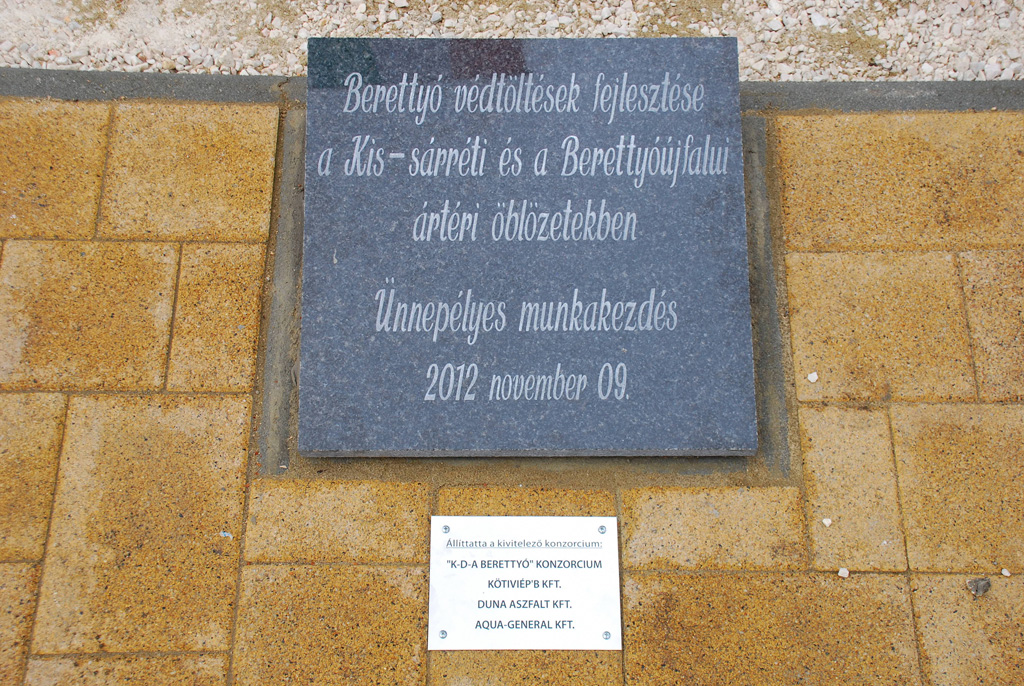 Berettyó védtöltések fejlesztése
a Kis-sárréti és a Berettyóújfalui
ártéri öblözetekben
Ünnepélyes munkakezdés
2012 november 09.
Állíttatta a kivitelező konzorcium:
"K-D-A BERETTYÓ" KONZORCIUM
KÖTIVIÉP'B KFT.
DUNA ASZFALT KFT.
AQUA-GENERAL KFT.